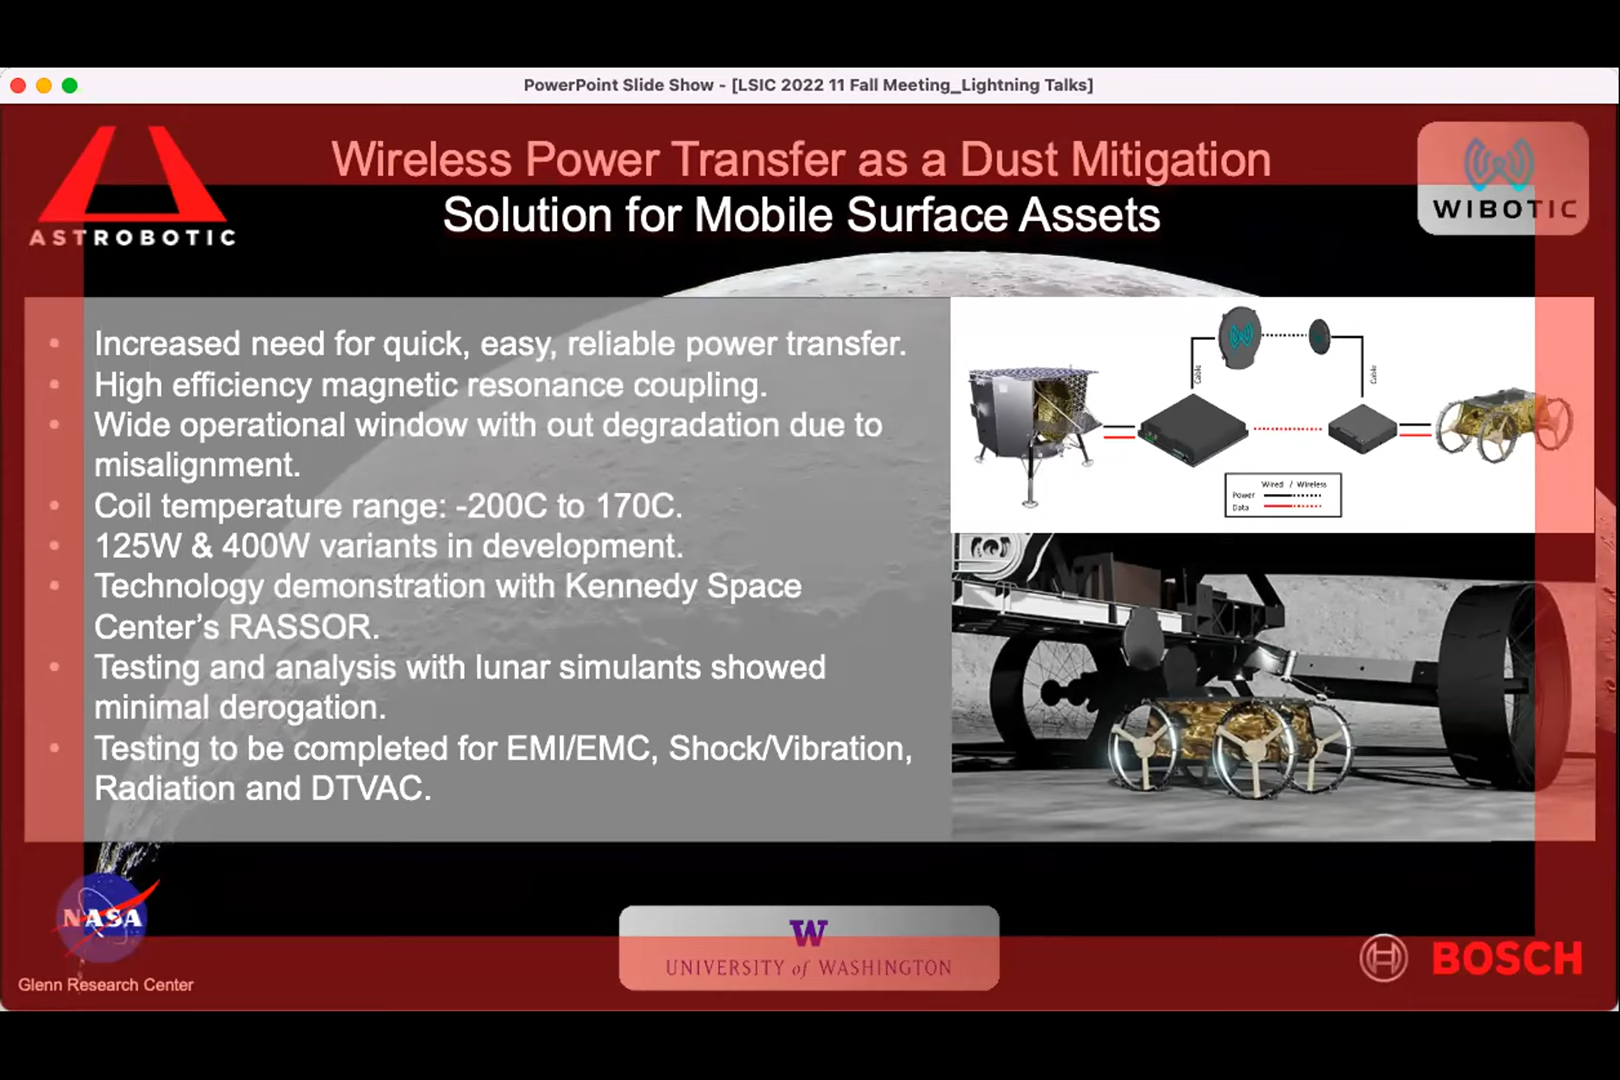 PowerPoint Slide Show - [LSIC 2022 11 Fall Meeting_Lightning Talks]
ASTROBOTIC
Wireless Power Transfer as a Dust Mitigation
Solution for Mobile Surface Assets
WIBOTIC
• Increased need for quick, easy, reliable power transfer.
• High efficiency magnetic resonance coupling.
• Wide operational window with out degradation due to
misalignment.
• Coil temperature range: -200C to 170C.
• 125W & 400W variants in development.
• Technology demonstration with Kennedy Space
Center's RASSOR.
• Testing and analysis with lunar simulants showed
minimal derogation.
• Testing to be completed for EMI/EMC, Shock/Vibration,
Radiation and DTVAC.
Cable
Cable
Wired / Wireless
Power
Data
NASA
Glenn Research Center
W
UNIVERSITY of WASHINGTON
BOSCH